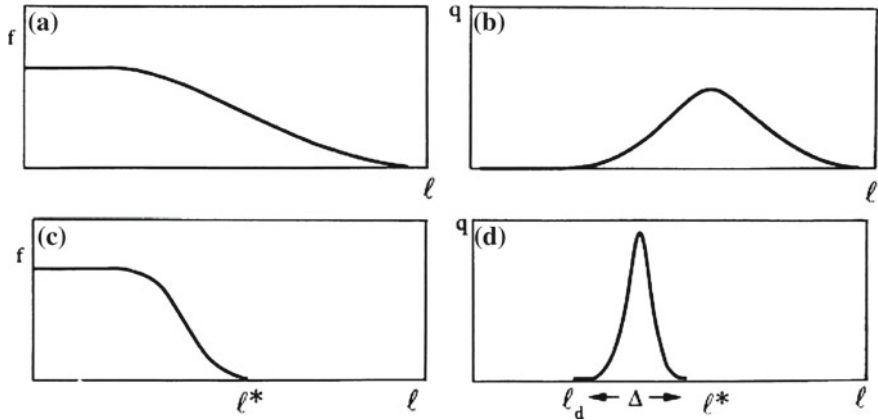 f (a)
ℓ
q (b)
ℓ
f (c)
ℓ* ℓ
q (d)
ℓd ← Δ → ℓ* ℓ